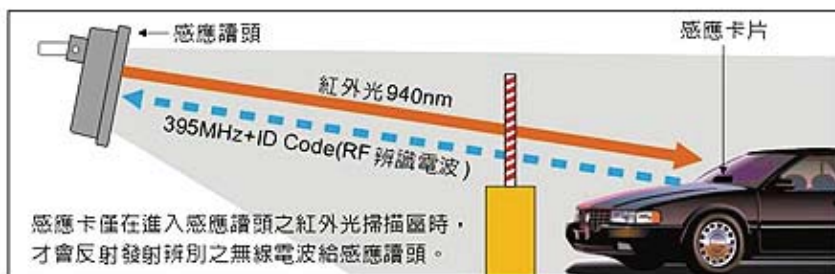 感應讀頭
感應卡片
紅外光940nm
395MHz+ID Code(RF 辨識電波)
感應卡僅在進入感應讀頭之紅外光掃描區時，
才會反射發射辨別之無線電波給感應讀頭。